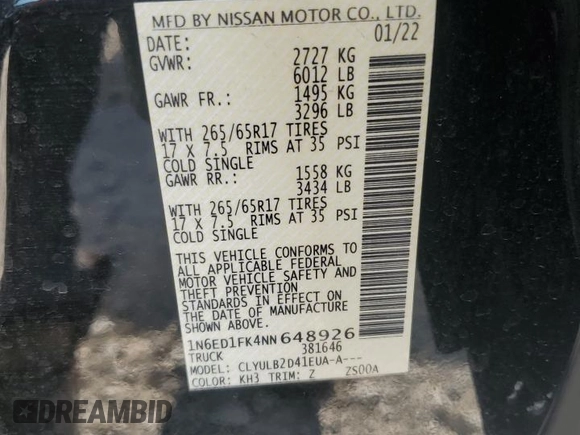 MFD BY NISSAN MOTOR CO., LTD.
DATE: 01/22
GVWR: 2727 KG
6012 LB
GAWR FR.: 1495 KG
3296 LB
WITH 265/65R17 TIRES
17 X 7.5 RIMS AT 35 PSI
COLD SINGLE
GAWR RR.: 1558 KG
3434 LB
WITH 265/65R17 TIRES
17 X 7.5 RIMS AT 35 PSI
COLD SINGLE
THIS VEHICLE CONFORMS TO
ALL APPLICABLE FEDERAL
MOTOR VEHICLE SAFETY AND
THEFT PREVENTION
STANDARDS IN EFFECT ON
THE DATE OF MANUFACTURE
SHOWN ABOVE.
1N6ED1FK4NN648926
TRUCK 381646
MODEL: CLYULB2D41EUA-A---
COLOR: KH3 TRIM: Z ZS00A
DREAMBID